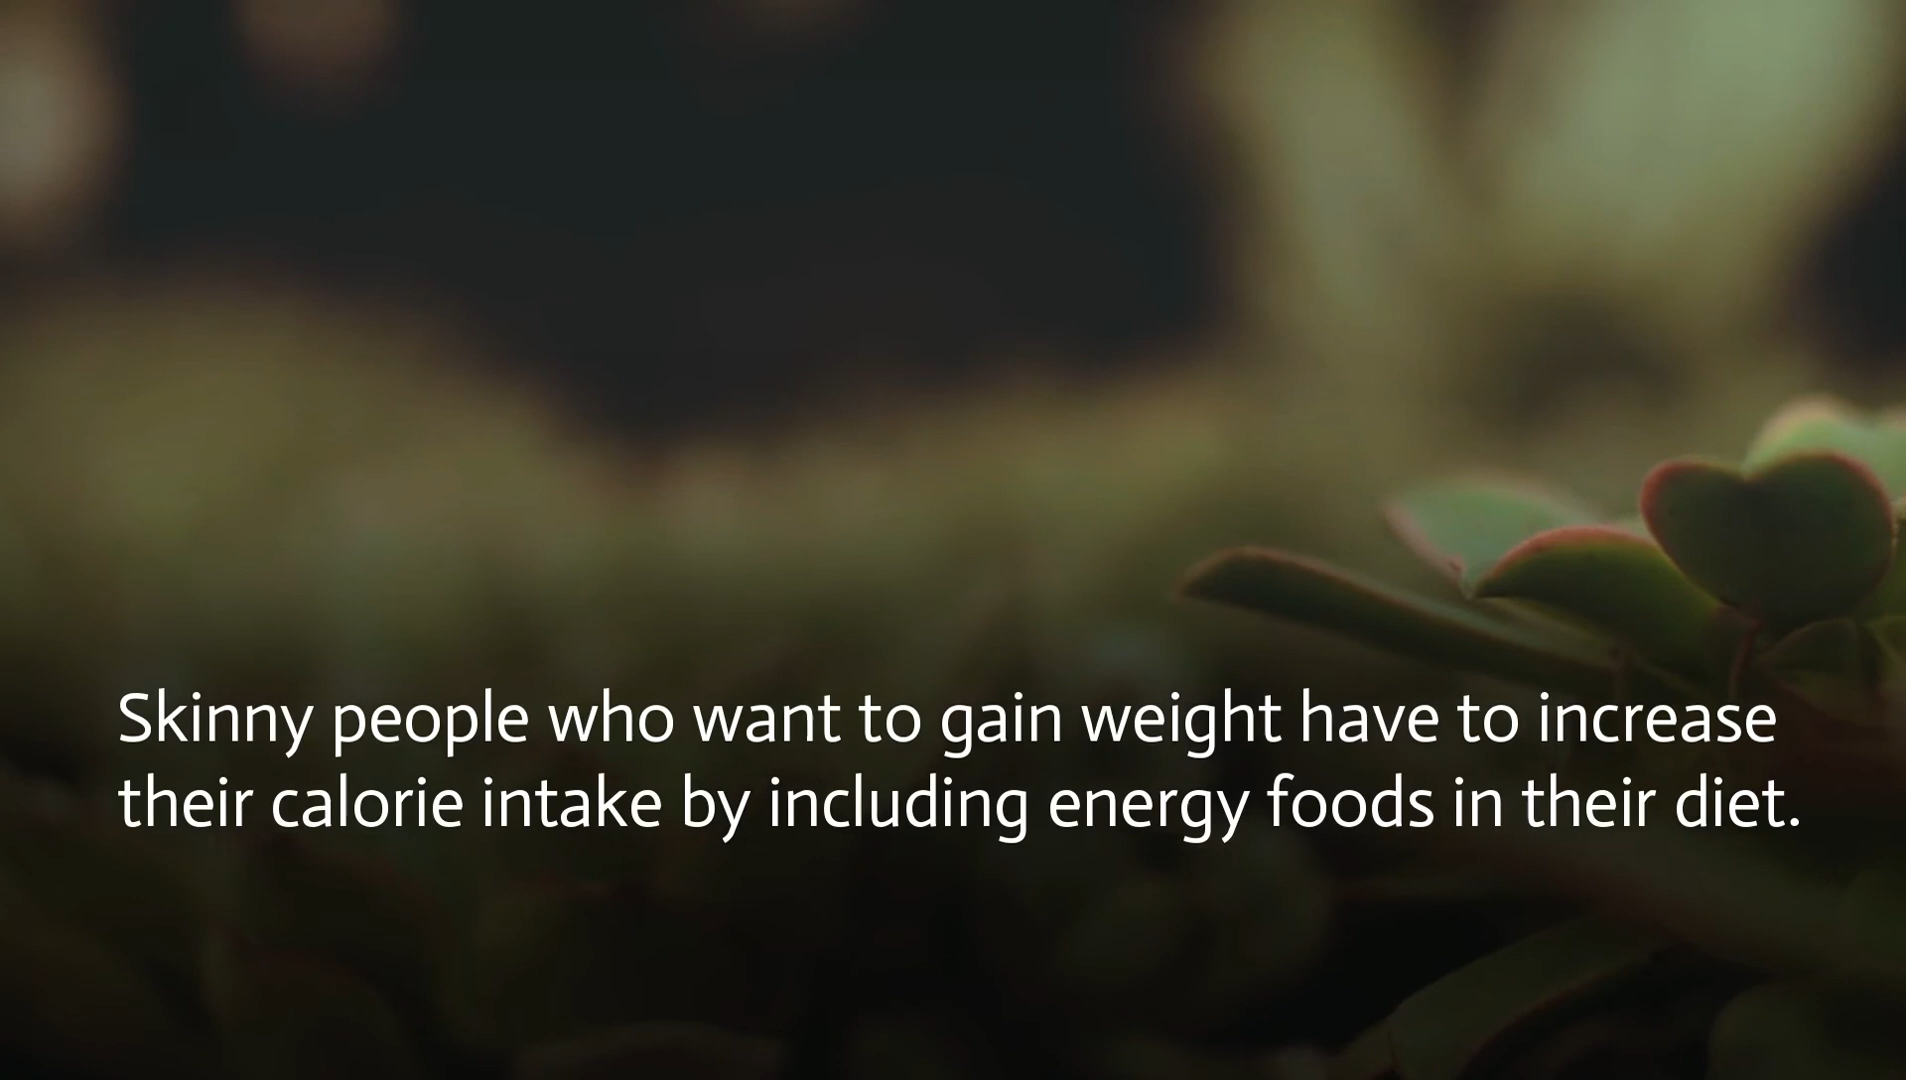 Skinny people who want to gain weight have to increase
their calorie intake by including energy foods in their diet.